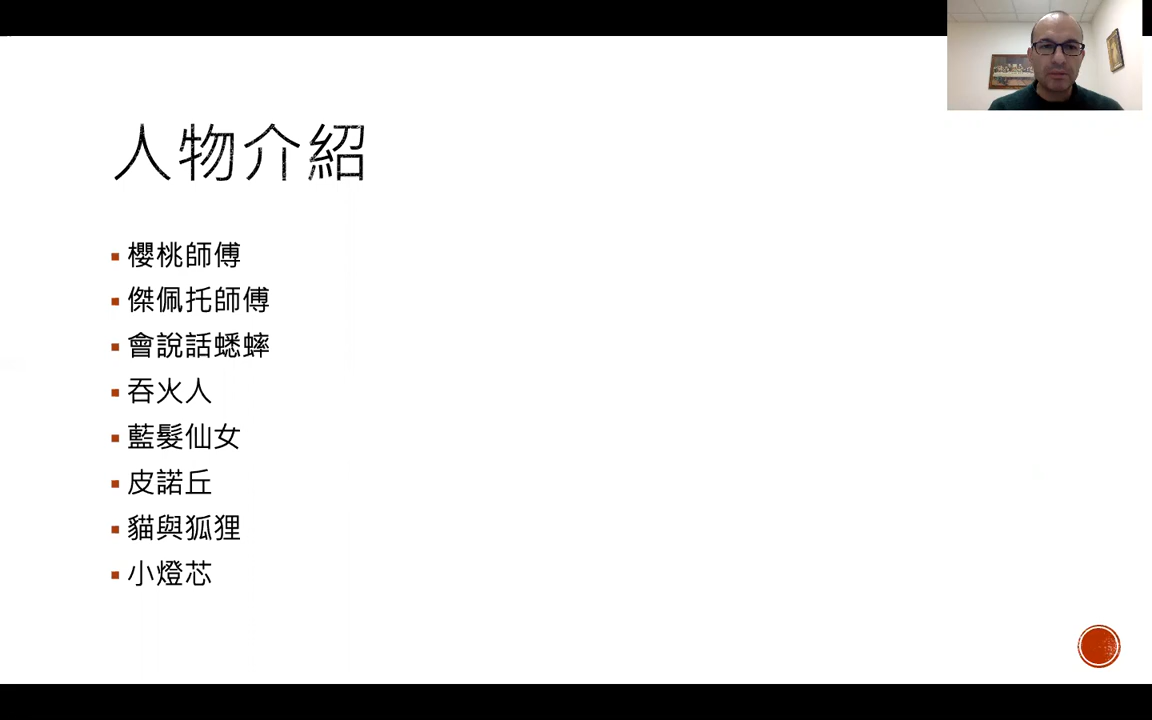 人物介紹
櫻桃師傅
傑佩托師傅
會說話蟋蟀
吞火人
藍髮仙女
皮諾丘
貓與狐狸
小燈芯